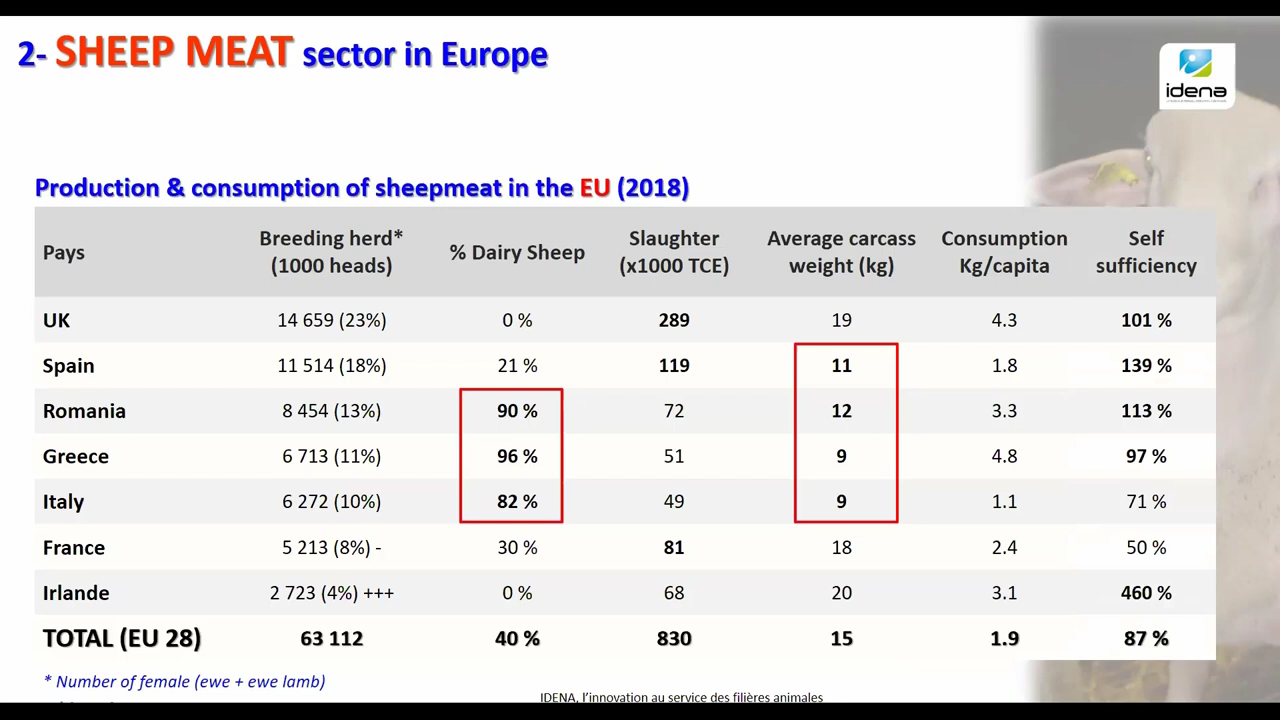 2- SHEEP MEAT sector in Europe
idena
Production & consumption of sheepmeat in the EU (2018)
Pays Breeding herd* (1000 heads) % Dairy Sheep Slaughter (x1000 TCE) Average carcass weight (kg) Consumption Kg/capita Self sufficiency
UK 14 659 (23%) 0 % 289 19 4.3 101 %
Spain 11 514 (18%) 21 % 119 11 1.8 139 %
Romania 8 454 (13%) 90 % 72 12 3.3 113 %
Greece 6 713 (11%) 96 % 51 9 4.8 97 %
Italy 6 272 (10%) 82 % 49 9 1.1 71 %
France 5 213 (8%) - 30 % 81 18 2.4 50 %
Irlande 2 723 (4%) +++ 0 % 68 20 3.1 460 %
TOTAL (EU 28) 63 112 40 % 830 15 1.9 87 %
* Number of female (ewe + ewe lamb)
IDENA, l'innovation au service des filières animales